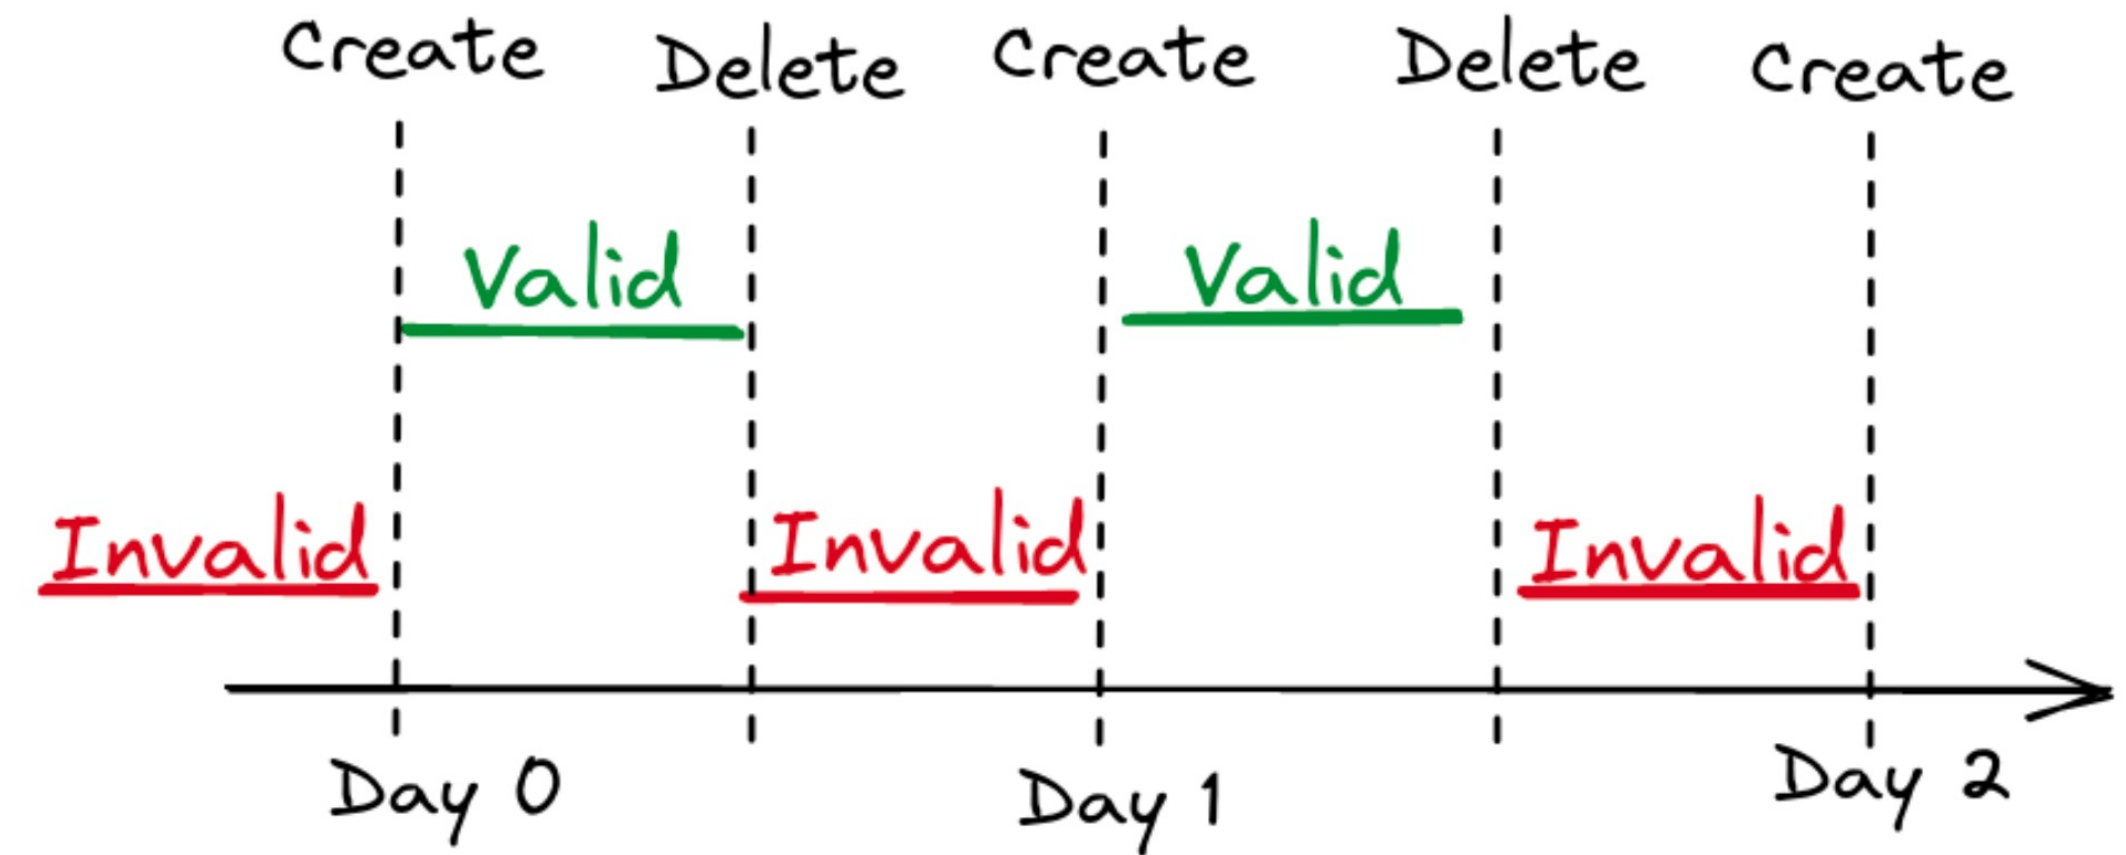 Create Delete Create Delete Create
Valid Valid
Invalid Invalid Invalid
Day 0 Day 1 Day 2